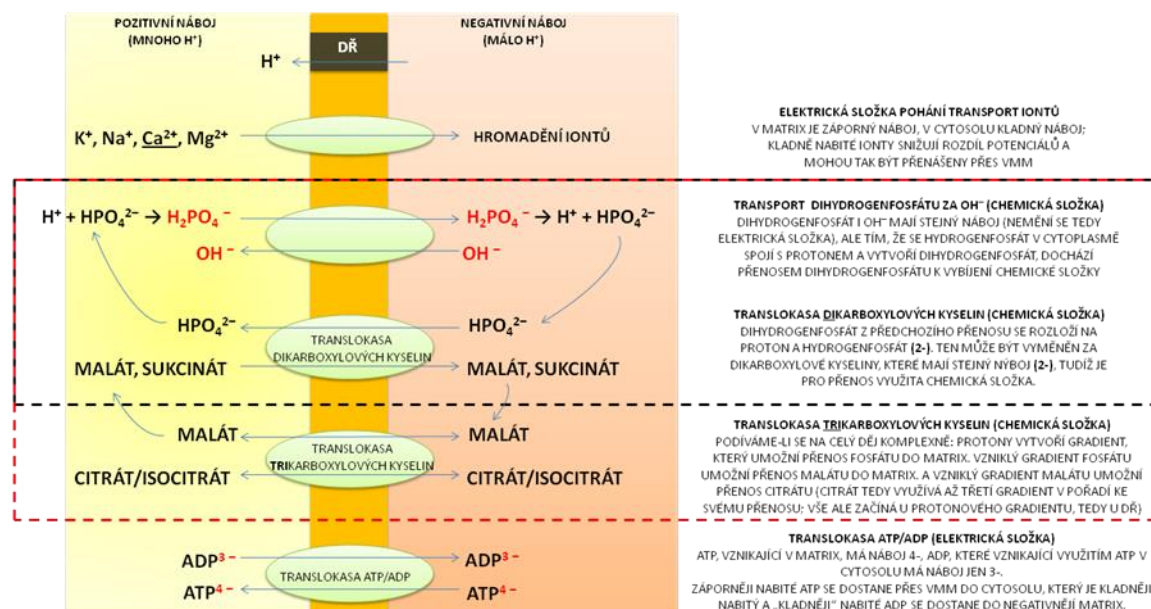 POZITIVNÍ NÁBOJ
(MNOHO H⁺)
NEGATIVNÍ NÁBOJ
(MÁLO H⁺)
DŘ
H⁺
K⁺, Na⁺, Ca²⁺, Mg²⁺
HROMADĚNÍ IONTŮ
ELEKTRICKÁ SLOŽKA POHÁNÍ TRANSPORT IONTŮ
V MATRIX JE ZÁPORNÝ NÁBOJ, V CYTOSOLU KLADNÝ NÁBOJ;
KLADNĚ NABITÉ IONTY SNIŽUJÍ ROZDÍL POTENCIÁLŮ A
MOHOU TAK BÝT PŘENÁŠENY PŘES VMM
H⁺ + HPO₄²⁻ → H₂PO₄⁻
H₂PO₄⁻ → H⁺ + HPO₄²⁻
OH⁻
OH⁻
TRANSPORT DIHYDROGENFOSFÁTU ZA OH⁻ (CHEMICKÁ SLOŽKA)
DIHYDROGENFOSFÁT I OH⁻ MAJÍ STEJNÝ NÁBOJ (NEMĚNÍ SE TEDY
ELEKTRICKÁ SLOŽKA), ALE TÍM, ŽE SE HYDROGENFOSFÁT V CYTOPLASMĚ
SPOJÍ S PROTONEM A VYTVOŘÍ DIHYDROGENFOSFÁT, DOCHÁZÍ
PŘENOSEM DIHYDROGENFOSFÁTU K VYBÍJENÍ CHEMICKÉ SLOŽKY
HPO₄²⁻
HPO₄²⁻
TRANSLOKASA
DIKARBOXYLOVÝCH KYSELIN
MALÁT, SUKCINÁT
MALÁT, SUKCINÁT
TRANSLOKASA DIKARBOXYLOVÝCH KYSELIN (CHEMICKÁ SLOŽKA)
DIHYDROGENFOSFÁT Z PŘEDCHOZÍHO PŘENOSU SE ROZLOŽÍ NA
PROTON A HYDROGENFOSFÁT (2-). TEN MŮŽE BÝT VYMĚNĚN ZA
DIKARBOXYLOVÉ KYSELINY, KTERÉ MAJÍ STEJNÝ NÝBOJ (2-), TUDÍŽ JE
PRO PŘENOS VYUŽITA CHEMICKÁ SLOŽKA.
MALÁT
MALÁT
TRANSLOKASA
TRIKARBOXYLOVÝCH KYSELIN
CITRÁT/ISOCITRÁT
CITRÁT/ISOCITRÁT
TRANSLOKASA TRIKARBOXYLOVÝCH KYSELIN (CHEMICKÁ SLOŽKA)
PODÍVÁME-LI SE NA CELÝ DĚJ KOMPLEXNĚ: PROTONY VYTVOŘÍ GRADIENT,
KTERÝ UMOŽNÍ PŘENOS FOSFÁTU DO MATRIX. VZNIKLÝ GRADIENT FOSFÁTU
UMOŽNÍ PŘENOS MALÁTU DO MATRIX. A VZNIKLÝ GRADIENT MALÁTU UMOŽNÍ
PŘENOS CITRÁTU (CITRÁT TEDY VYUŽÍVÁ AŽ TŘETÍ GRADIENT V POŘADÍ KE
SVÉMU PŘENOSU; VŠE ALE ZAČÍNÁ U PROTONOVÉHO GRADIENTU, TEDY U DŘ)
ADP³⁻
ADP³⁻
TRANSLOKASA ATP/ADP
ATP⁴⁻
ATP⁴⁻
TRANSLOKASA ATP/ADP (ELEKTRICKÁ SLOŽKA)
ATP, VZNIKAJÍCÍ V MATRIX, MÁ NÁBOJ 4-, ADP, KTERÉ VZNIKAJÍCÍ VYUŽITÍM ATP V
CYTOSOLU MÁ NÁBOJ JEN 3-.
ZÁPORNĚJI NABITÉ ATP SE DOSTANE PŘES VMM DO CYTOSOLU, KTERÝ JE KLADNĚJI
NABITÝ A „KLADNĚJI" NABITÉ ADP SE DOSTANE DO NEGATIVNĚJÍ MATRIX.